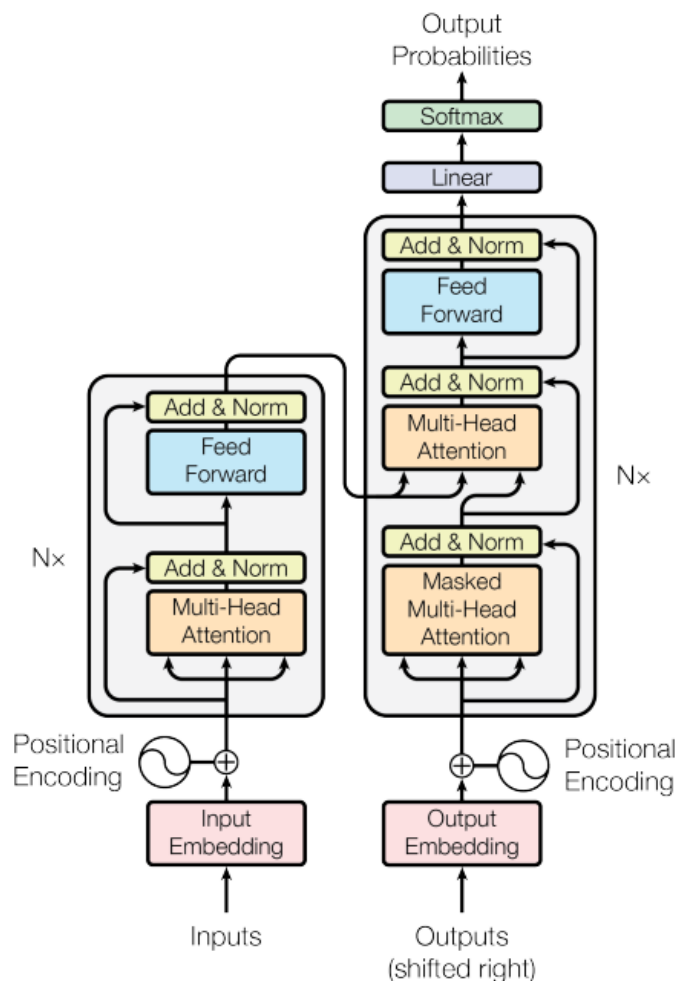 Output
Probabilities
Softmax
Linear
Add & Norm
Feed
Forward
Add & Norm
Multi-Head
Attention
Add & Norm
Masked
Multi-Head
Attention
N×
Add & Norm
Feed
Forward
Add & Norm
Multi-Head
Attention
N×
Positional
Encoding
Positional
Encoding
Input
Embedding
Output
Embedding
Inputs
Outputs
(shifted right)